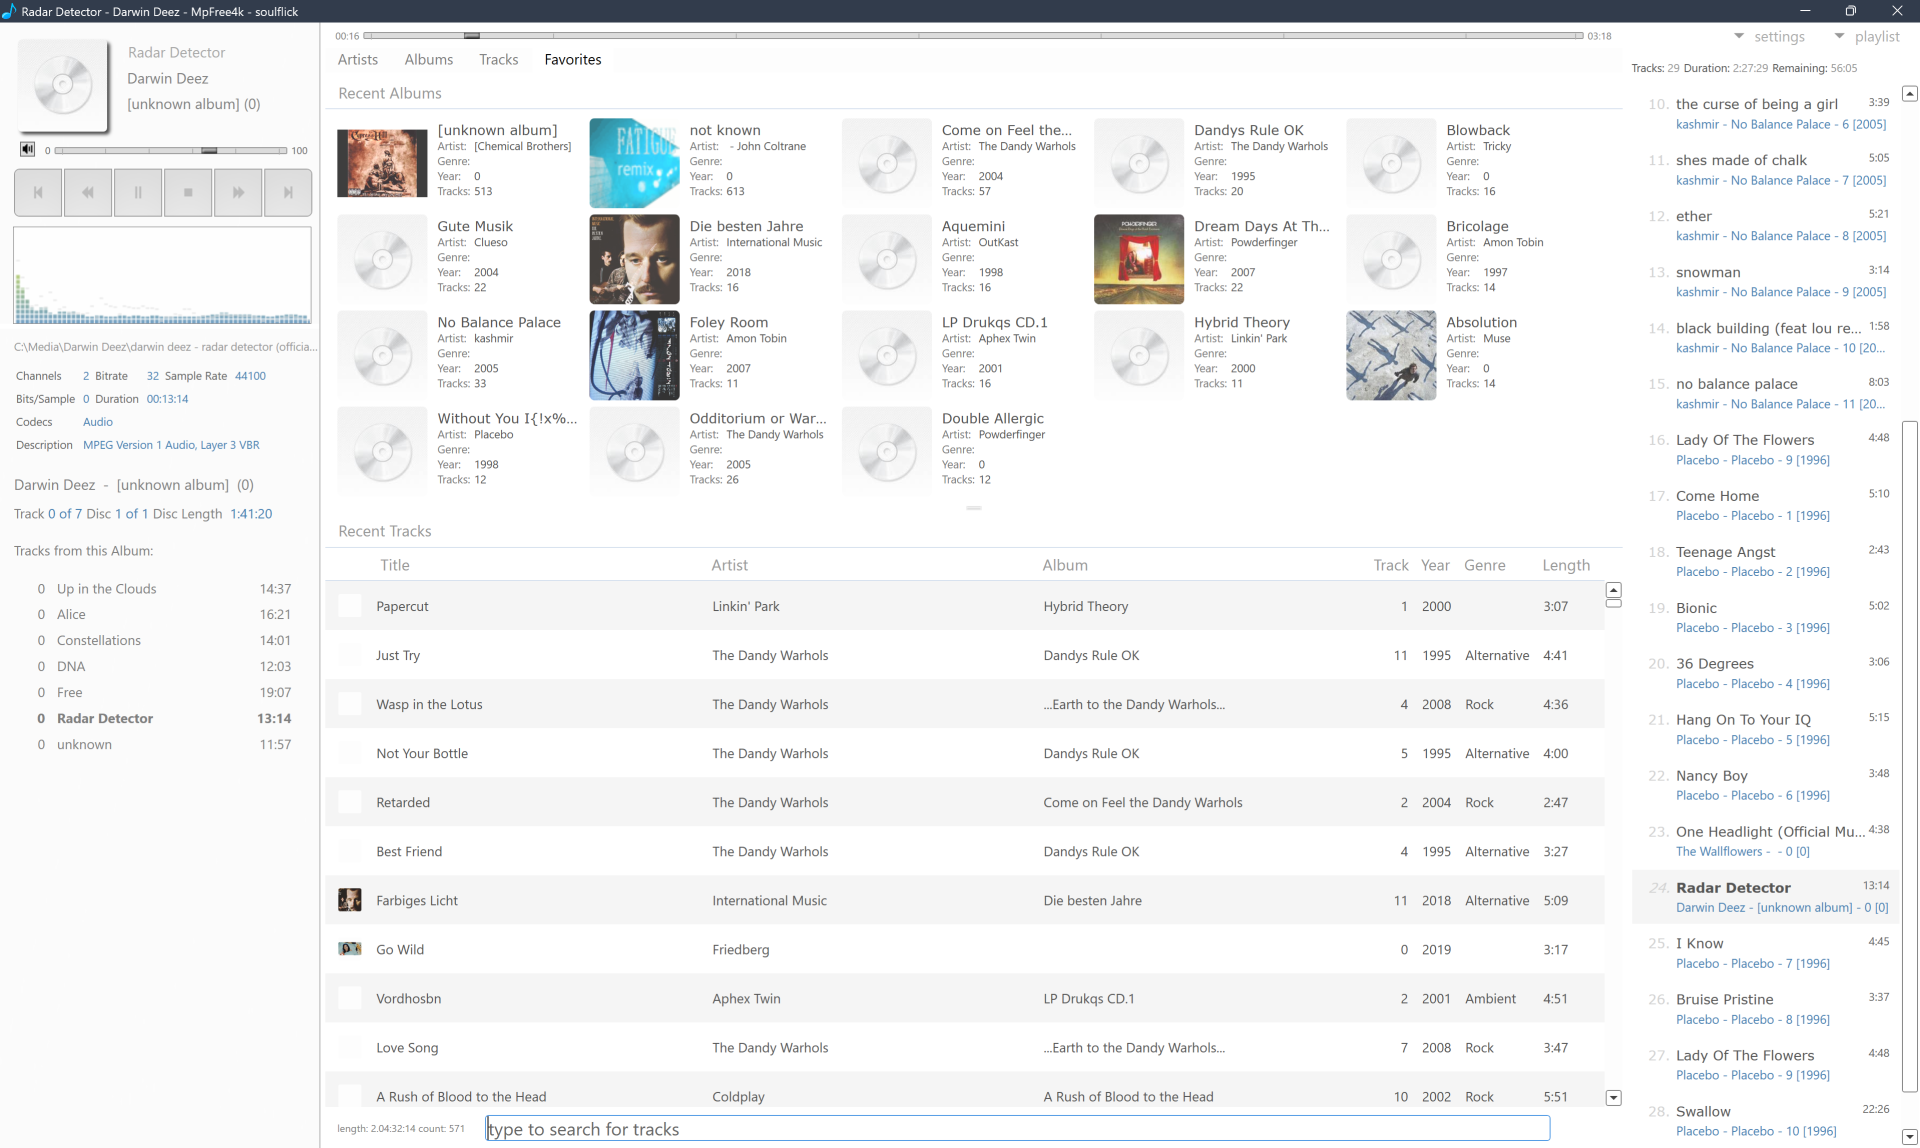 Radar Detector - Darwin Deez - MpFree4k - soulflick
Radar Detector
Darwin Deez
[unknown album] (0)
0 100
C:\Media\Darwin Deez\darwin deez - radar detector (officia...
Channels 2 Bitrate 32 Sample Rate 44100
Bits/Sample 0 Duration 00:13:14
Codecs Audio
Description MPEG Version 1 Audio, Layer 3 VBR
Darwin Deez - [unknown album] (0)
Track 0 of 7 Disc 1 of 1 Disc Length 1:41:20
Tracks from this Album:
0 Up in the Clouds 14:37
0 Alice 16:21
0 Constellations 14:01
0 DNA 12:03
0 Free 19:07
0 Radar Detector 13:14
0 unknown 11:57
00:16 03:18
Artists Albums Tracks Favorites
Recent Albums
[unknown album]
Artist: [Chemical Brothers]
Genre:
Year: 0
Tracks: 513
FATIGUE
remix
not known
Artist: - John Coltrane
Genre:
Year: 0
Tracks: 613
Come on Feel the...
Artist: The Dandy Warhols
Genre:
Year: 2004
Tracks: 57
Dandys Rule OK
Artist: The Dandy Warhols
Genre:
Year: 1995
Tracks: 20
Blowback
Artist: Tricky
Genre:
Year: 0
Tracks: 16
Gute Musik
Artist: Clueso
Genre:
Year: 2004
Tracks: 22
Die besten Jahre
Artist: International Music
Genre:
Year: 2018
Tracks: 16
Aquemini
Artist: OutKast
Genre:
Year: 1998
Tracks: 16
POWDERFINGER
Dream Days At Th...
Artist: Powderfinger
Genre:
Year: 2007
Tracks: 22
Bricolage
Artist: Amon Tobin
Genre:
Year: 1997
Tracks: 14
No Balance Palace
Artist: kashmir
Genre:
Year: 2005
Tracks: 33
Foley Room
Artist: Amon Tobin
Genre:
Year: 2007
Tracks: 11
LP Drukqs CD.1
Artist: Aphex Twin
Genre:
Year: 2001
Tracks: 16
Hybrid Theory
Artist: Linkin' Park
Genre:
Year: 2000
Tracks: 11
Absolution
Artist: Muse
Genre:
Year: 0
Tracks: 14
Without You I{!x%...
Artist: Placebo
Genre:
Year: 1998
Tracks: 12
Odditorium or War...
Artist: The Dandy Warhols
Genre:
Year: 2005
Tracks: 26
Double Allergic
Artist: Powderfinger
Genre:
Year: 0
Tracks: 12
Recent Tracks
Title Artist Album Track Year Genre Length
Papercut Linkin' Park Hybrid Theory 1 2000 3:07
Just Try The Dandy Warhols Dandys Rule OK 11 1995 Alternative 4:41
Wasp in the Lotus The Dandy Warhols ...Earth to the Dandy Warhols... 4 2008 Rock 4:36
Not Your Bottle The Dandy Warhols Dandys Rule OK 5 1995 Alternative 4:00
Retarded The Dandy Warhols Come on Feel the Dandy Warhols 2 2004 Rock 2:47
Best Friend The Dandy Warhols Dandys Rule OK 4 1995 Alternative 3:27
Farbiges Licht International Music Die besten Jahre 11 2018 Alternative 5:09
Go Wild Friedberg 0 2019 3:17
Vordhosbn Aphex Twin LP Drukqs CD.1 2 2001 Ambient 4:51
Love Song The Dandy Warhols ...Earth to the Dandy Warhols... 7 2008 Rock 3:47
A Rush of Blood to the Head Coldplay A Rush of Blood to the Head 10 2002 Rock 5:51
length: 2.04:32:14 count: 571
type to search for tracks
settings playlist
Tracks: 29 Duration: 2:27:29 Remaining: 56:05
10. the curse of being a girl 3:39
kashmir - No Balance Palace - 6 [2005]
11. shes made of chalk 5:05
kashmir - No Balance Palace - 7 [2005]
12. ether 5:21
kashmir - No Balance Palace - 8 [2005]
13. snowman 3:14
kashmir - No Balance Palace - 9 [2005]
14. black building (feat lou re... 1:58
kashmir - No Balance Palace - 10 [20...
15. no balance palace 8:03
kashmir - No Balance Palace - 11 [20...
16. Lady Of The Flowers 4:48
Placebo - Placebo - 9 [1996]
17. Come Home 5:10
Placebo - Placebo - 1 [1996]
18. Teenage Angst 2:43
Placebo - Placebo - 2 [1996]
19. Bionic 5:02
Placebo - Placebo - 3 [1996]
20. 36 Degrees 3:06
Placebo - Placebo - 4 [1996]
21. Hang On To Your IQ 5:15
Placebo - Placebo - 5 [1996]
22. Nancy Boy 3:48
Placebo - Placebo - 6 [1996]
23. One Headlight (Official Mu... 4:38
The Wallflowers - - 0 [0]
24. Radar Detector 13:14
Darwin Deez - [unknown album] - 0 [0]
25. I Know 4:45
Placebo - Placebo - 7 [1996]
26. Bruise Pristine 3:37
Placebo - Placebo - 8 [1996]
27. Lady Of The Flowers 4:48
Placebo - Placebo - 9 [1996]
28. Swallow 22:26
Placebo - Placebo - 10 [1996]